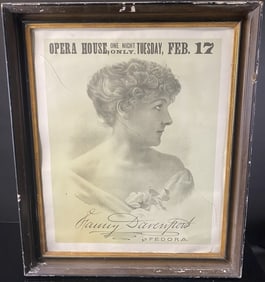 OPERA HOUSE, ONE NIGHT ONLY. TUESDAY, FEB. 17
Fanny Davenport
FEDORA.